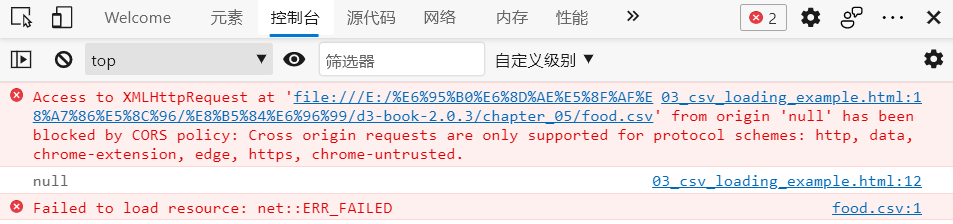 Welcome 元素 控制台 源代码 网络 内存 性能 2
top 筛选器 自定义级别
Access to XMLHttpRequest at 'file:///E:/%E6%95%B0%E6%8D%AE%E5%8F%AF%E 03_csv_loading_example.html:1
8%A7%86%E5%8C%96/%E8%B5%84%E6%96%99/d3-book-2.0.3/chapter_05/food.csv' from origin 'null' has been
blocked by CORS policy: Cross origin requests are only supported for protocol schemes: http, data,
chrome-extension, edge, https, chrome-untrusted.
null 03_csv_loading_example.html:12
Failed to load resource: net::ERR_FAILED food.csv:1